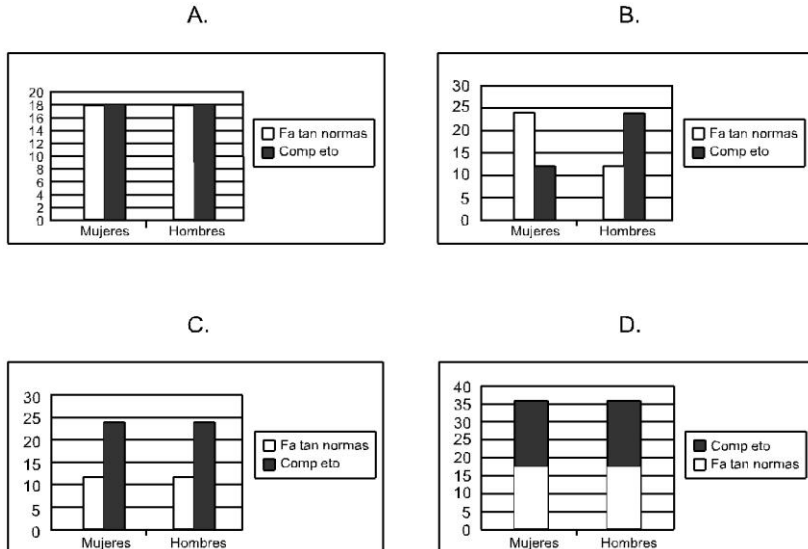 A.
20
18
16
14
12
10
8
6
4
2
0
Mujeres Hombres
Fa tan normas
Comp eto
B.
30
25
20
15
10
5
0
Mujeres Hombres
Fa tan normas
Comp eto
C.
30
25
20
15
10
5
0
Mujeres Hombres
Fa tan normas
Comp eto
D.
40
35
30
25
20
15
10
5
0
Mujeres Hombres
Comp eto
Fa tan normas